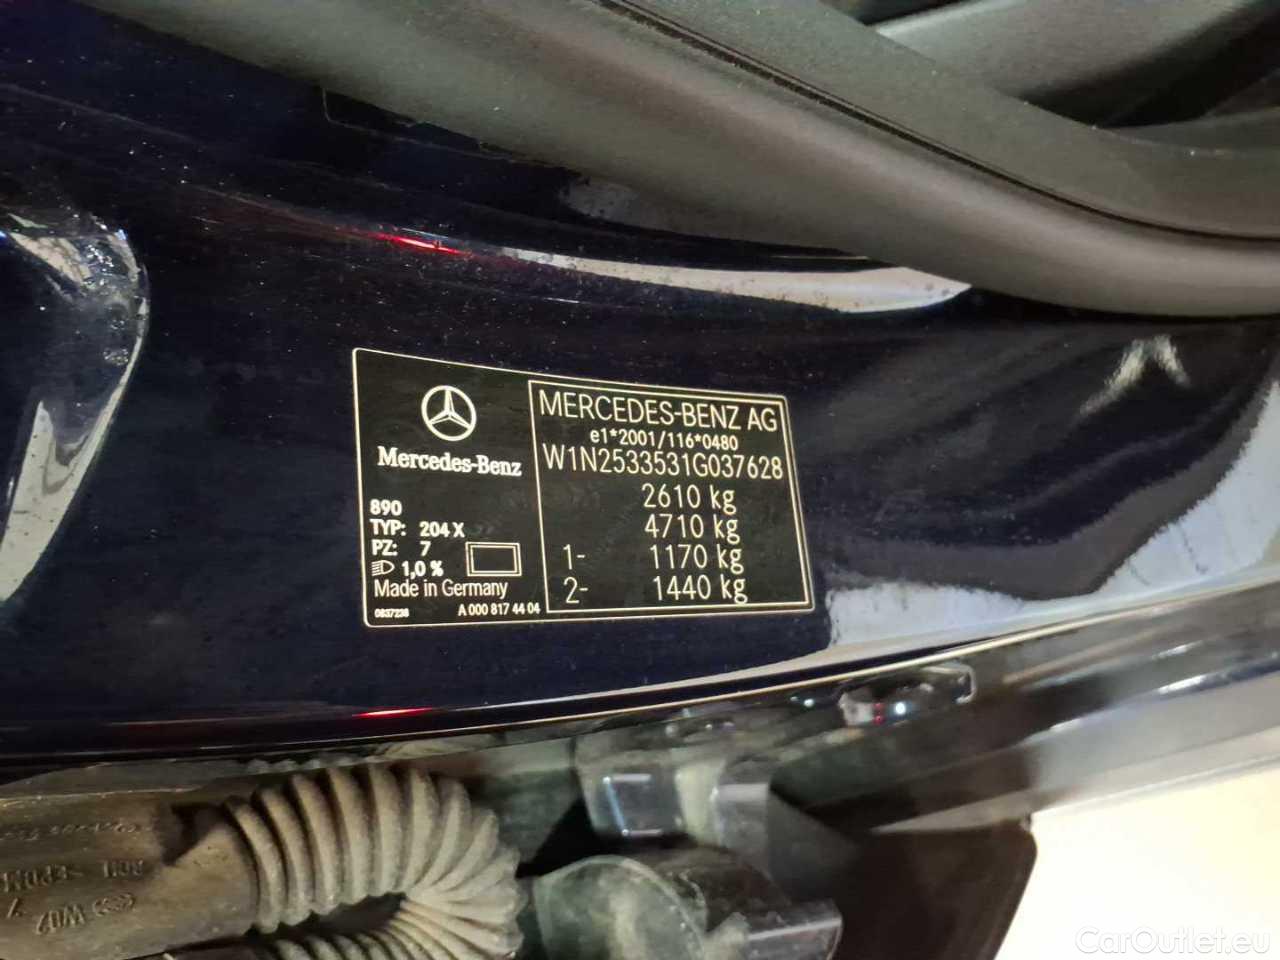 Mercedes-Benz
890
TYP: 204 X
PZ: 7
1,0 %
Made in Germany
0837236
A 000 817 44 04
MERCEDES-BENZ AG
e1*2001/116*0480
W1N2533531G037628
2610 kg
4710 kg
1- 1170 kg
2- 1440 kg
CarOutlet.eu